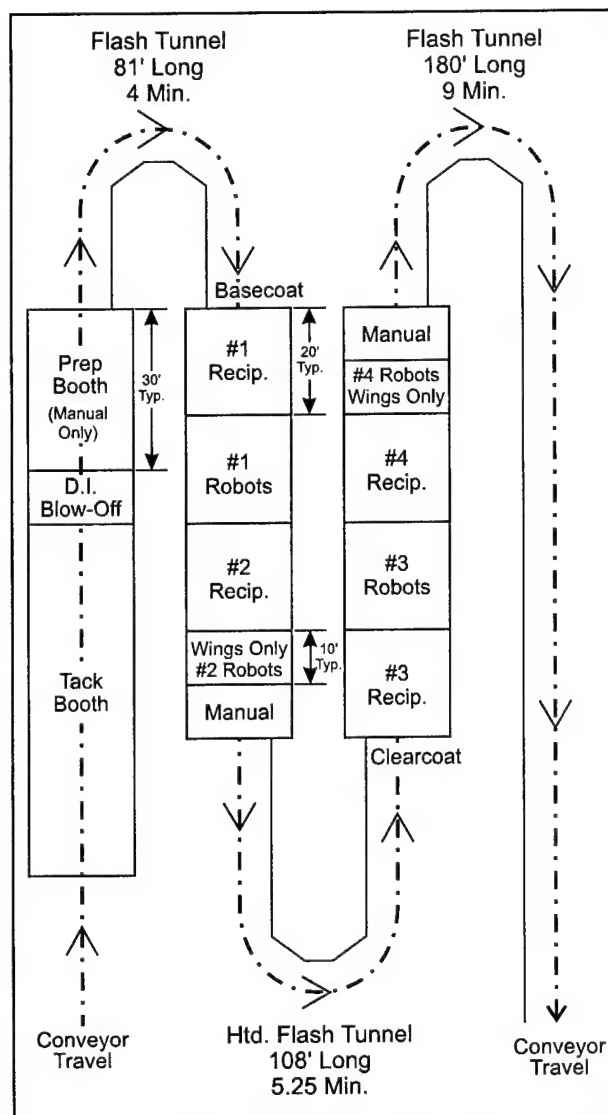 Flash Tunnel
81' Long
4 Min.
Flash Tunnel
180' Long
9 Min.
Prep
Booth
(Manual
Only)
30'
Typ.
D.I.
Blow-Off
Tack
Booth
Conveyor
Travel
Basecoat
#1
Recip.
20'
Typ.
#1
Robots
#2
Recip.
Wings Only
#2 Robots
10'
Typ.
Manual
Htd. Flash Tunnel
108' Long
5.25 Min.
Manual
#4 Robots
Wings Only
#4
Recip.
#3
Robots
#3
Recip.
Clearcoat
Conveyor
Travel